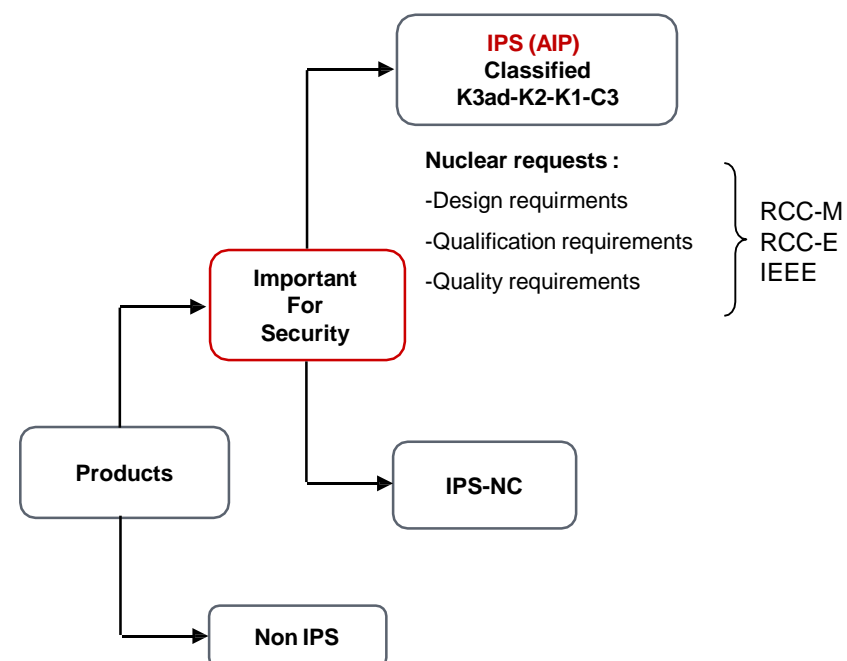 IPS (AIP)
Classified
K3ad-K2-K1-C3
Nuclear requests :
-Design requirments
-Qualification requirements
-Quality requirements
RCC-M
RCC-E
IEEE
Important
For
Security
Products
IPS-NC
Non IPS